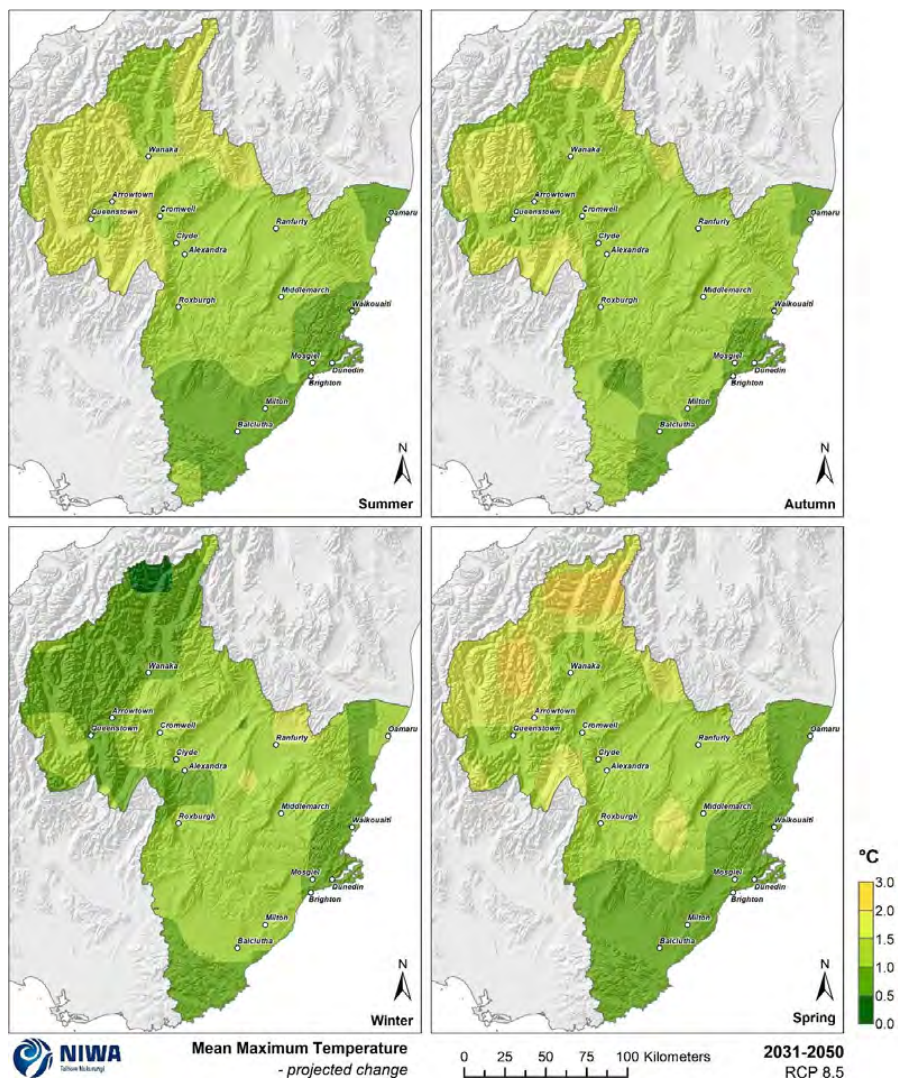 Wanaka
Arrowtown
Queenstown
Cromwell
Clyde
Alexandra
Ranfurly
Oamaru
Roxburgh
Middlemarch
Waikouaiti
Mosgiel
Dunedin
Brighton
Milton
Balclutha
N
Summer
Wanaka
Arrowtown
Queenstown
Cromwell
Clyde
Alexandra
Ranfurly
Oamaru
Roxburgh
Middlemarch
Waikouaiti
Mosgiel
Dunedin
Brighton
Milton
Balclutha
N
Autumn
Wanaka
Arrowtown
Queenstown
Cromwell
Clyde
Alexandra
Ranfurly
Oamaru
Roxburgh
Middlemarch
Waikouaiti
Mosgiel
Dunedin
Brighton
Milton
Balclutha
N
Winter
Wanaka
Arrowtown
Queenstown
Cromwell
Clyde
Alexandra
Ranfurly
Oamaru
Roxburgh
Middlemarch
Waikouaiti
Mosgiel
Dunedin
Brighton
Milton
Balclutha
N
Spring
°C
3.0
2.0
1.5
1.0
0.5
0.0
NIWA
Taihoro Nukurangi
Mean Maximum Temperature
- projected change
0 25 50 75 100 Kilometers
2031-2050
RCP 8.5